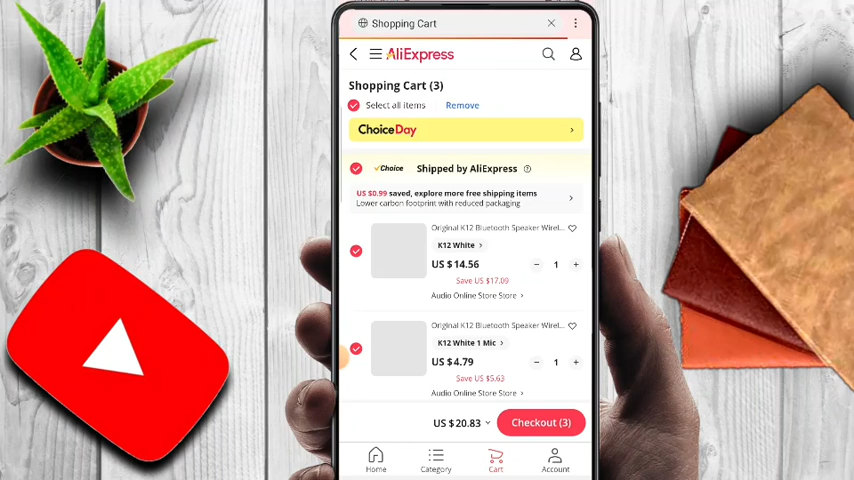 Shopping Cart
AliExpress
Shopping Cart (3)
Select all items Remove
Choice Day
Choice Shipped by AliExpress
US $0.99 saved, explore more free shipping items
Lower carbon footprint with reduced packaging
Original K12 Bluetooth Speaker Wirel...
K12 White
US $14.56 − 1 +
Save US $17.09
Audio Online Store Store
Original K12 Bluetooth Speaker Wirel...
K12 White 1 Mic
US $4.79 − 1 +
Save US $5.63
Audio Online Store Store
US $20.83 Checkout (3)
Home Category Cart Account